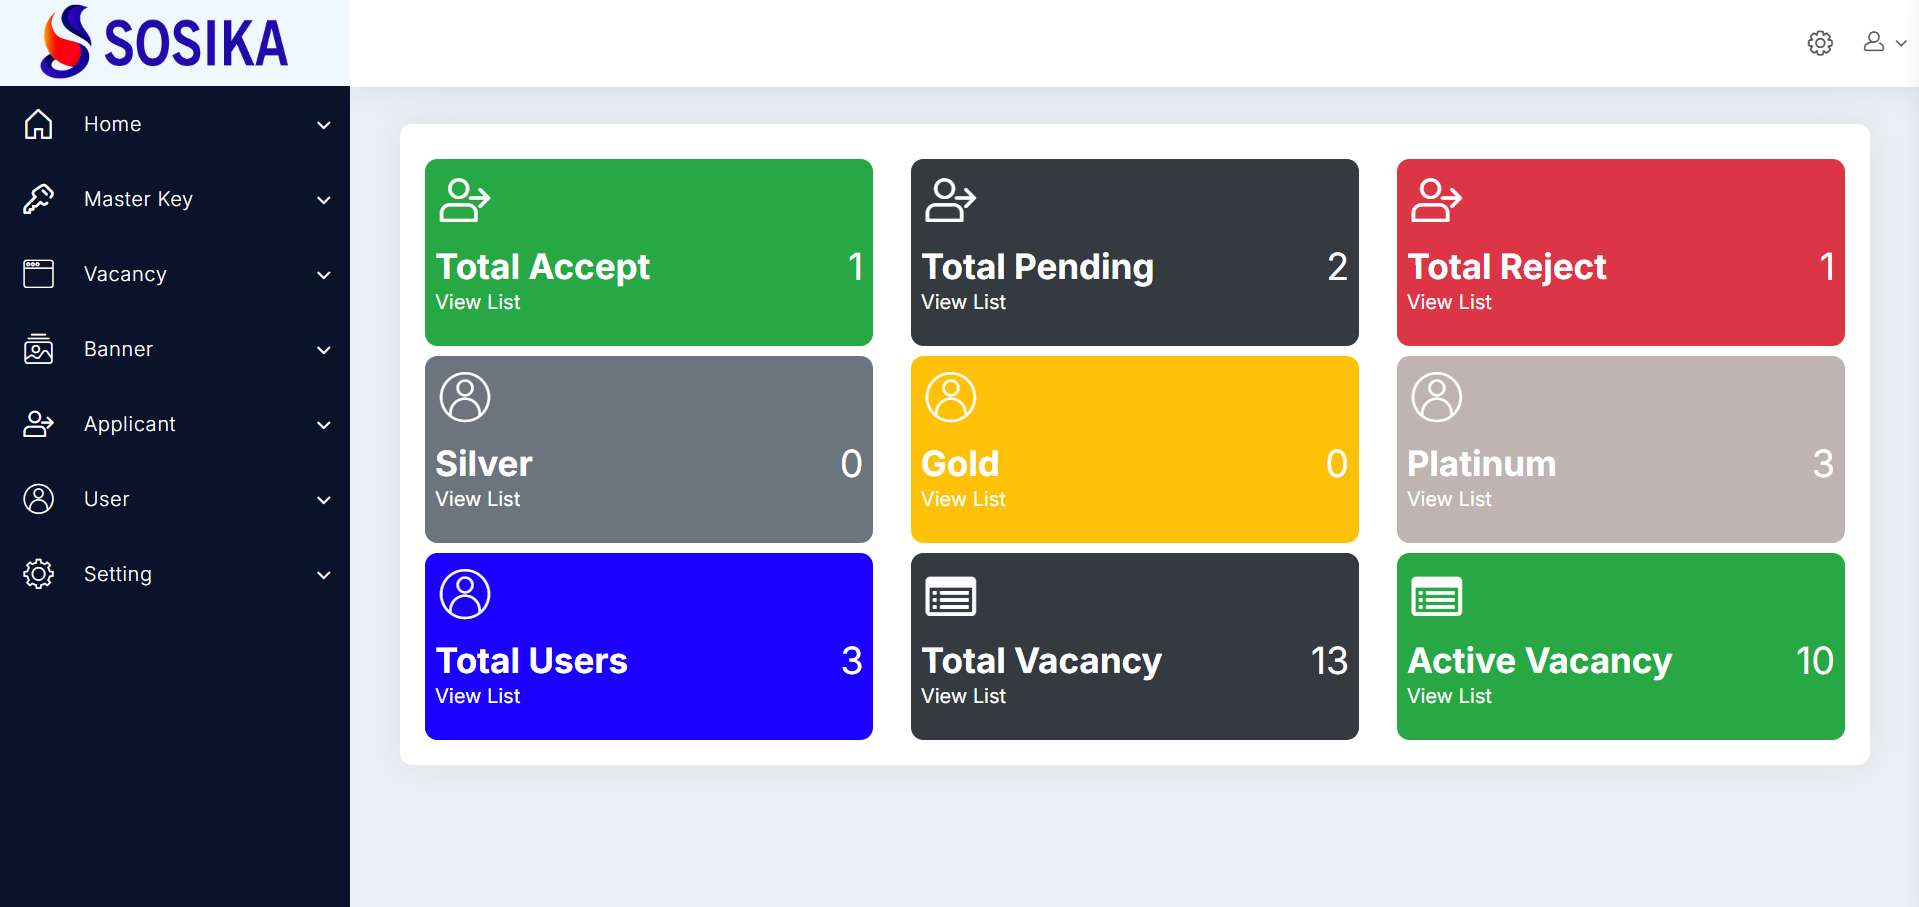 SOSIKA
Home
Master Key
Vacancy
Banner
Applicant
User
Setting
Total Accept 1
View List
Total Pending 2
View List
Total Reject 1
View List
Silver 0
View List
Gold 0
View List
Platinum 3
View List
Total Users 3
View List
Total Vacancy 13
View List
Active Vacancy 10
View List